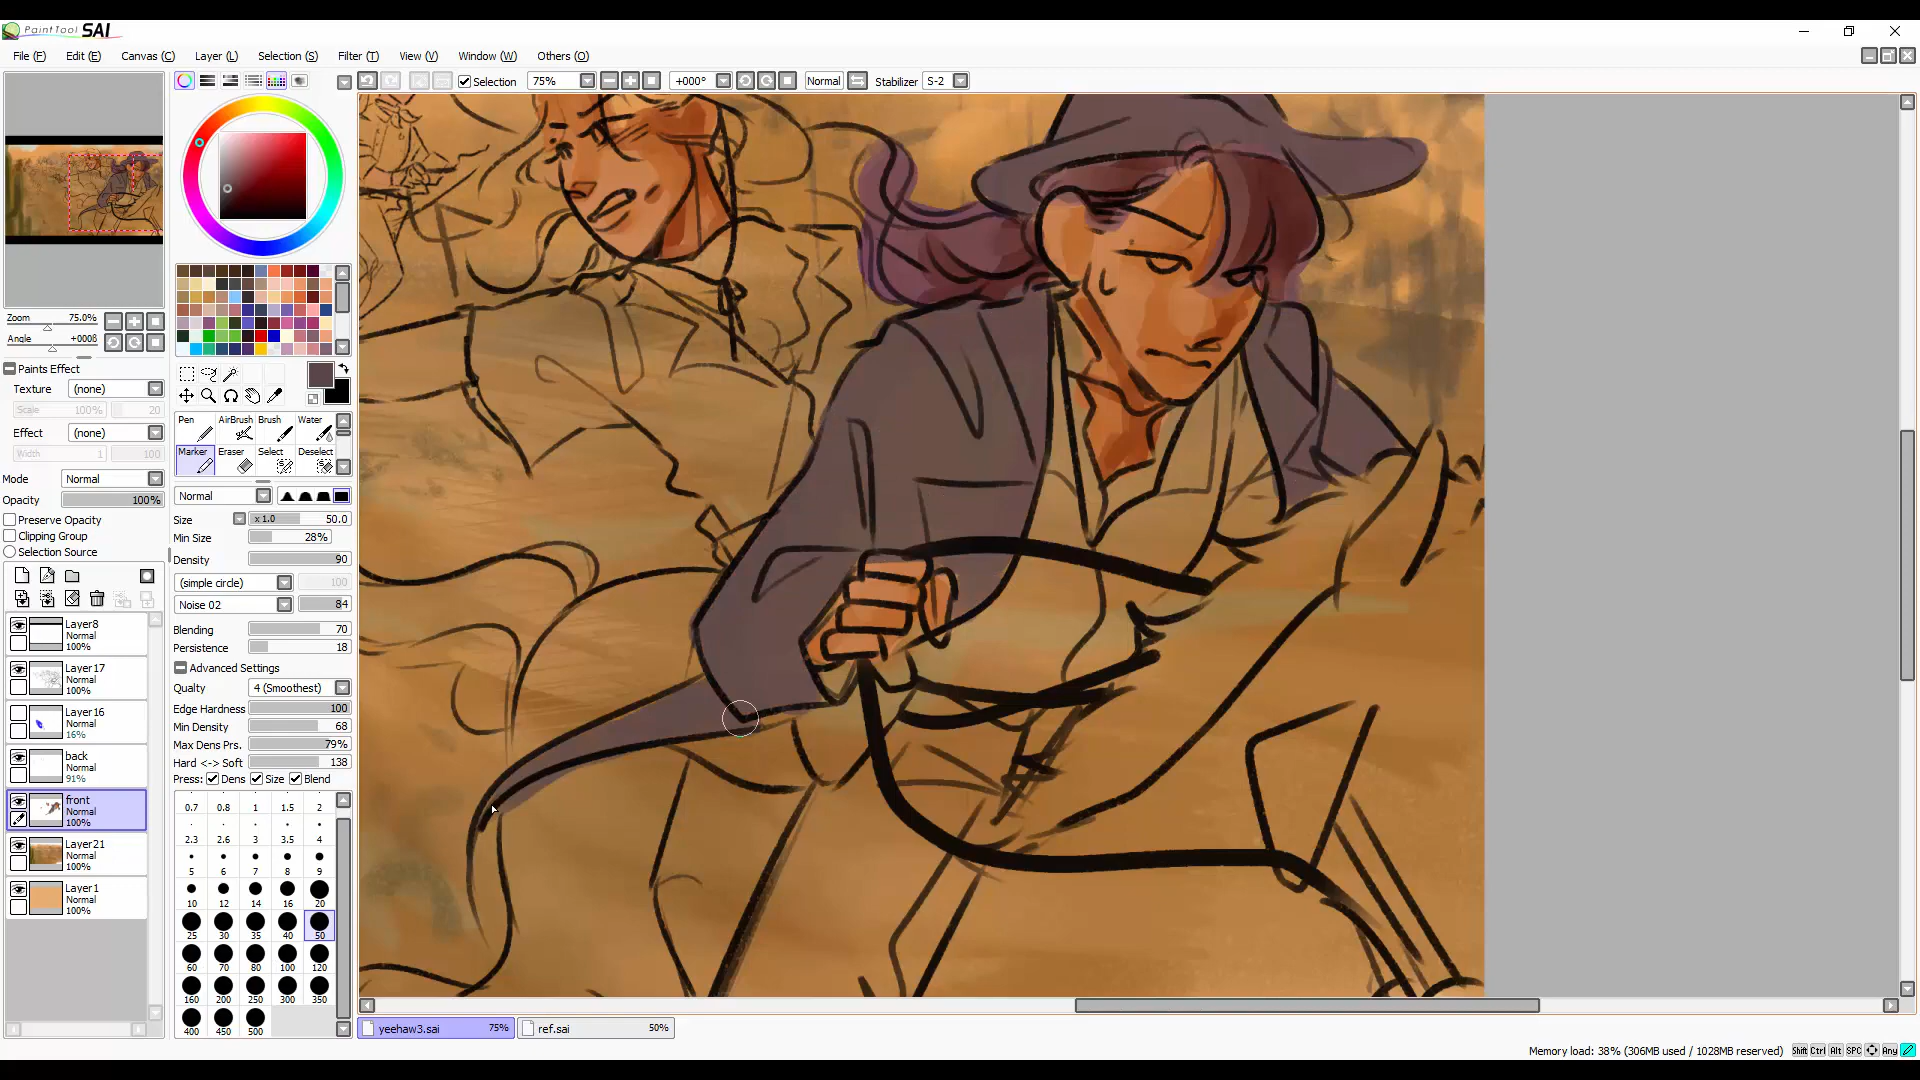 PaintTool SAI
File (F) Edit (E) Canvas (C) Layer (L) Selection (S) Filter (T) View (V) Window (W) Others (O)
Selection 75% +000° Normal Stabilizer S-2
Zoom 75.0%
Angle +000ß
Paints Effect
Texture (none)
Scale 100% 20
Effect (none)
Width 1 100
Mode Normal
Opacity 100%
Preserve Opacity
Clipping Group
Selection Source
Layer8
Normal
100%
Layer17
Normal
100%
Layer16
Normal
16%
back
Normal
91%
front
Normal
100%
Layer21
Normal
100%
Layer1
Normal
100%
Pen AirBrush Brush Water
Marker Eraser Select Deselect
Normal
Size x 1.0 50.0
Min Size 28%
Density 90
(simple circle) 100
Noise 02 84
Blending 70
Persistence 18
Advanced Settings
Quality 4 (Smoothest)
Edge Hardness 100
Min Density 68
Max Dens Prs. 79%
Hard <-> Soft 138
Press: Dens Size Blend
0.7 0.8 1 1.5 2
2.3 2.6 3 3.5 4
5 6 7 8 9
10 12 14 16 20
25 30 35 40 50
60 70 80 100 120
160 200 250 300 350
400 450 500
yeehaw3.sai 75% ref.sai 50%
Memory load: 38% (306MB used / 1028MB reserved) Shift Ctrl Alt SPC Any